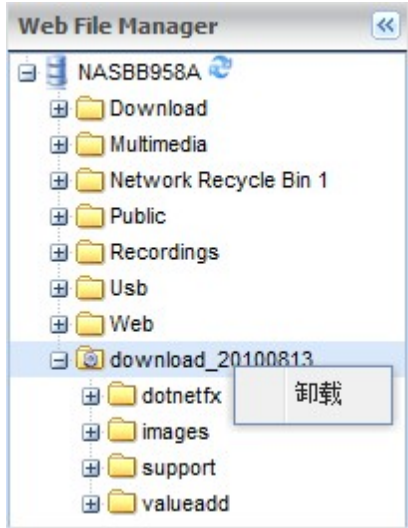 Web File Manager
NASBB958A
Download
Multimedia
Network Recycle Bin 1
Public
Recordings
Usb
Web
download_20100813
卸载
dotnetfx
images
support
valueadd